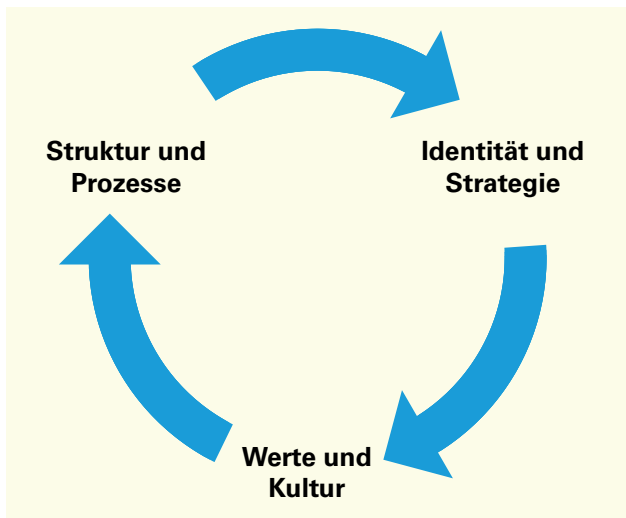 Struktur und
Prozesse
Identität und
Strategie
Werte und
Kultur